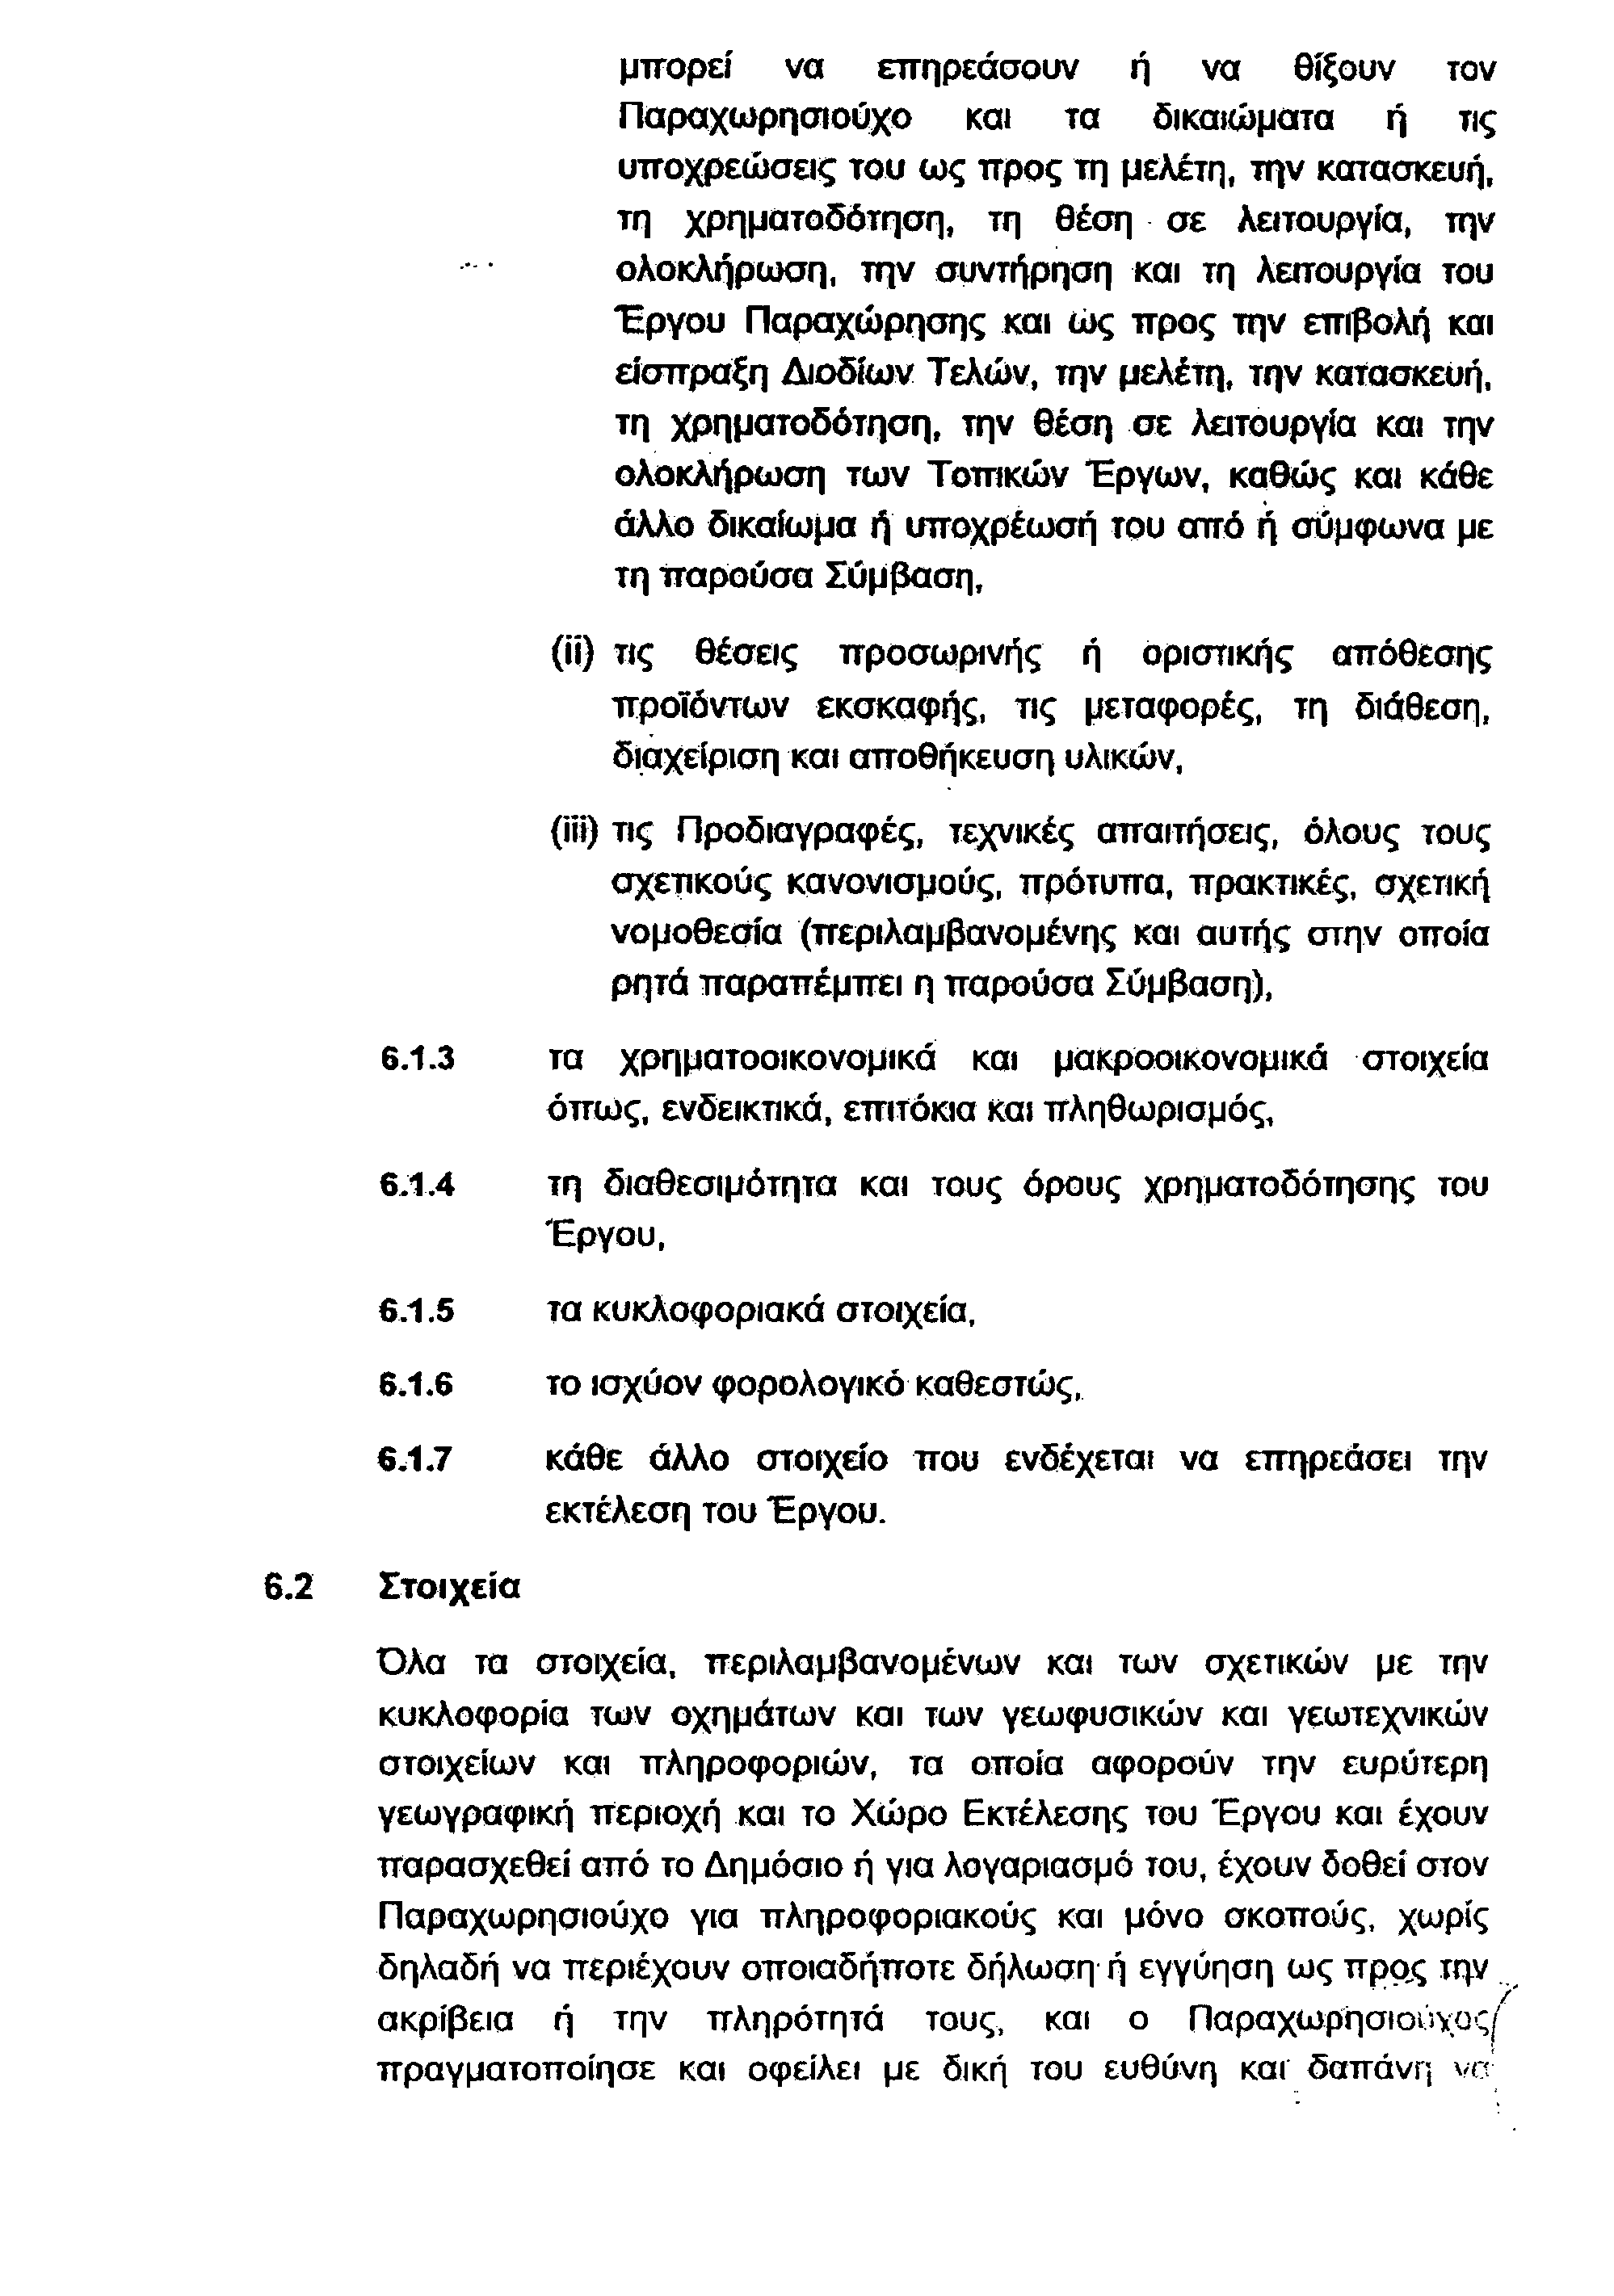 μπορεί να επηρεάσουν ή να θίξουν τον
Παραχωρησιούχο και τα δικαιώματα ή τις
υποχρεώσεις του ως προς τη μελέτη, την κατασκευή,
τη χρηματοδότηση, τη θέση σε λειτουργία, την
ολοκλήρωση, την συντήρηση και τη λειτουργία του
Έργου Παραχώρησης και ως προς την επιβολή και
είσπραξη Διοδίων Τελών, την μελέτη, την κατασκευή,
τη χρηματοδότηση, την θέση σε λειτουργία και την
ολοκλήρωση των Τοπικών Έργων, καθώς και κάθε
άλλο δικαίωμα ή υποχρέωσή του από ή σύμφωνα με
τη παρούσα Σύμβαση,
(ii) τις θέσεις προσωρινής ή οριστικής απόθεσης
προϊόντων εκσκαφής, τις μεταφορές, τη διάθεση,
διαχείριση και αποθήκευση υλικών,
(iii) τις Προδιαγραφές, τεχνικές απαιτήσεις, όλους τους
σχετικούς κανονισμούς, πρότυπα, πρακτικές, σχετική
νομοθεσία (περιλαμβανομένης και αυτής στην οποία
ρητά παραπέμπει η παρούσα Σύμβαση),
6.1.3 τα χρηματοοικονομικά και μακροοικονομικά στοιχεία
όπως, ενδεικτικά, επιτόκια και πληθωρισμός,
6.1.4 τη διαθεσιμότητα και τους όρους χρηματοδότησης του
Έργου,
6.1.5 τα κυκλοφοριακά στοιχεία,
6.1.6 το ισχύον φορολογικό καθεστώς,
6.1.7 κάθε άλλο στοιχείο που ενδέχεται να επηρεάσει την
εκτέλεση του Έργου.
6.2 Στοιχεία
Όλα τα στοιχεία, περιλαμβανομένων και των σχετικών με την
κυκλοφορία των οχημάτων και των γεωφυσικών και γεωτεχνικών
στοιχείων και πληροφοριών, τα οποία αφορούν την ευρύτερη
γεωγραφική περιοχή και το Χώρο Εκτέλεσης του Έργου και έχουν
παρασχεθεί από το Δημόσιο ή για λογαριασμό του, έχουν δοθεί στον
Παραχωρησιούχο για πληροφοριακούς και μόνο σκοπούς, χωρίς
δηλαδή να περιέχουν οποιαδήποτε δήλωση ή εγγύηση ως προς την
ακρίβεια ή την πληρότητά τους, και ο Παραχωρησιούχος
πραγματοποίησε και οφείλει με δική του ευθύνη και δαπάνη να